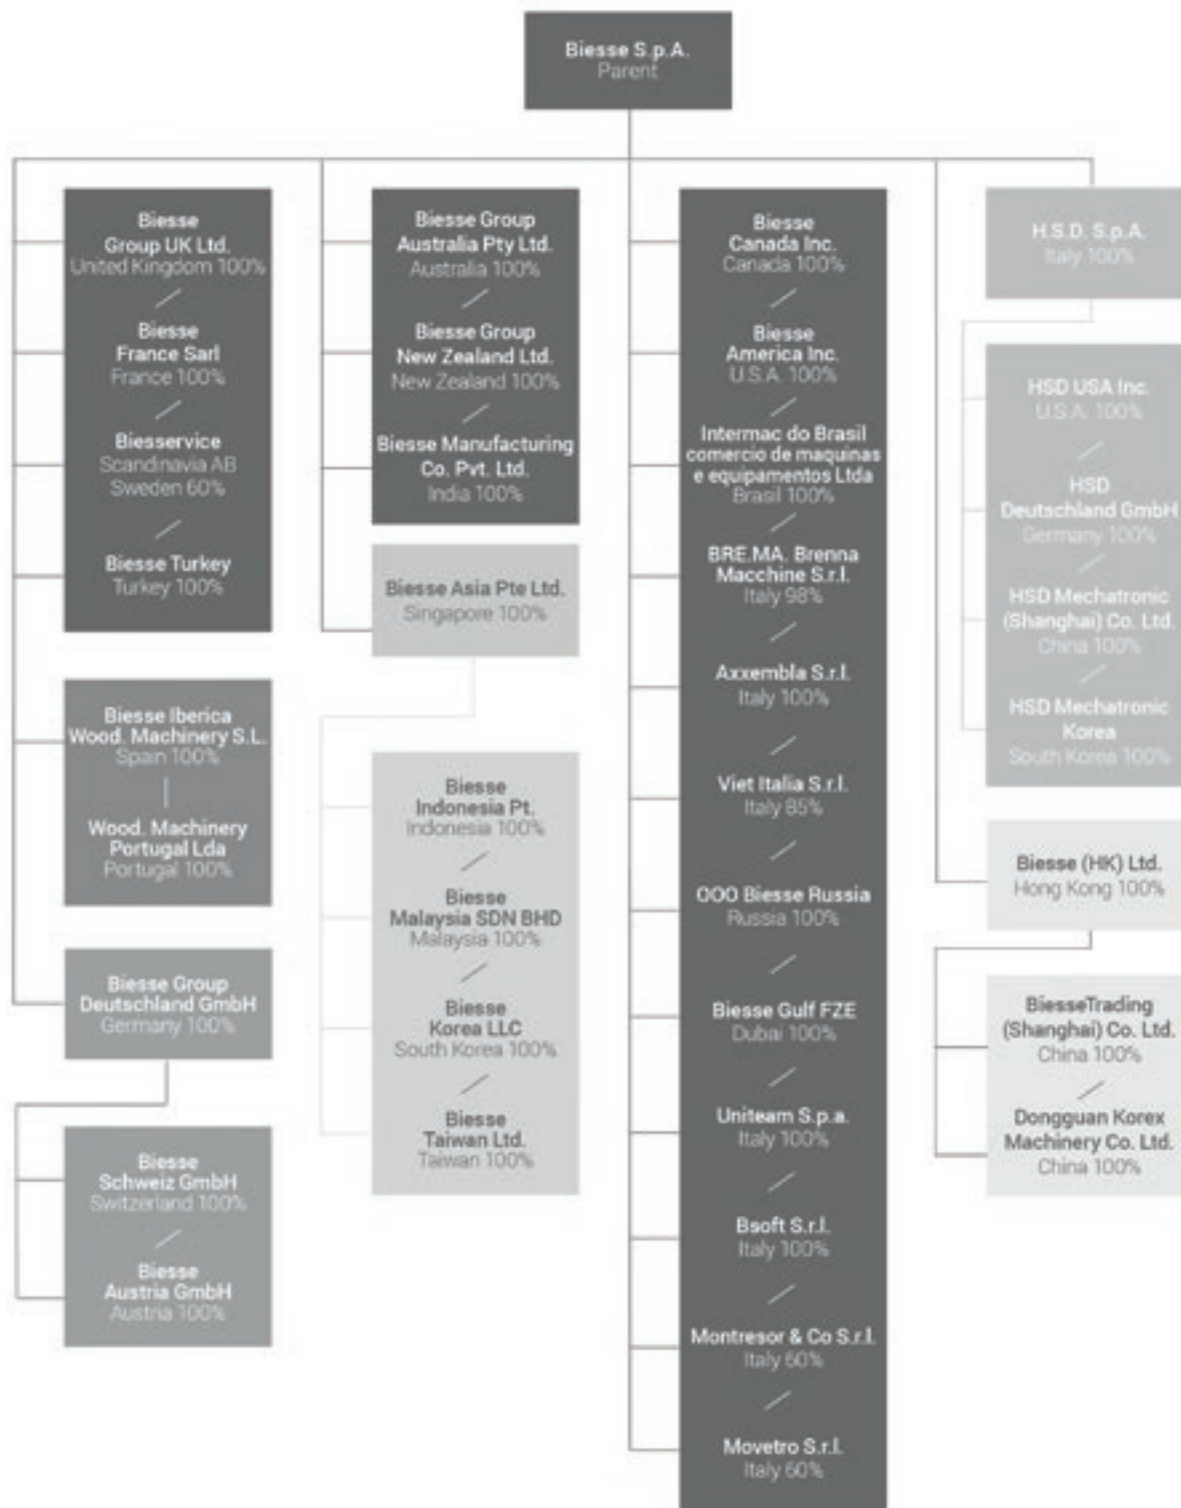 Biesse S.p.A.
Parent
Biesse
Group UK Ltd.
United Kingdom 100%
Biesse
France Sarl
France 100%
Biesservice
Scandinavia AB
Sweden 60%
Biesse Turkey
Turkey 100%
Biesse Iberica
Wood. Machinery S.L.
Spain 100%
Wood. Machinery
Portugal Lda
Portugal 100%
Biesse Group
Deutschland GmbH
Germany 100%
Biesse
Schweiz GmbH
Switzerland 100%
Biesse
Austria GmbH
Austria 100%
Biesse Group
Australia Pty Ltd.
Australia 100%
Biesse Group
New Zealand Ltd.
New Zealand 100%
Biesse Manufacturing
Co. Pvt. Ltd.
India 100%
Biesse Asia Pte Ltd.
Singapore 100%
Biesse
Indonesia Pt.
Indonesia 100%
Biesse
Malaysia SDN BHD
Malaysia 100%
Biesse
Korea LLC
South Korea 100%
Biesse
Taiwan Ltd.
Taiwan 100%
Biesse
Canada Inc.
Canada 100%
Biesse
America Inc.
U.S.A. 100%
Intermac do Brasil
comercio de maquinas
e equipamentos Ltda
Brasil 100%
BRE.MA. Brenna
Macchine S.r.l.
Italy 98%
Axxembla S.r.l.
Italy 100%
Viet Italia S.r.l.
Italy 85%
OOO Biesse Russia
Russia 100%
Biesse Gulf FZE
Dubai 100%
Uniteam S.p.a.
Italy 100%
Bsoft S.r.l.
Italy 100%
Montresor & Co S.r.l.
Italy 60%
Movetro S.r.l.
Italy 60%
H.S.D. S.p.A.
Italy 100%
HSD USA Inc.
U.S.A. 100%
HSD
Deutschland GmbH
Germany 100%
HSD Mechatronic
(Shanghai) Co. Ltd.
China 100%
HSD Mechatronic
Korea
South Korea 100%
Biesse (HK) Ltd.
Hong Kong 100%
BiesseTrading
(Shanghai) Co. Ltd.
China 100%
Dongguan Korex
Machinery Co. Ltd.
China 100%